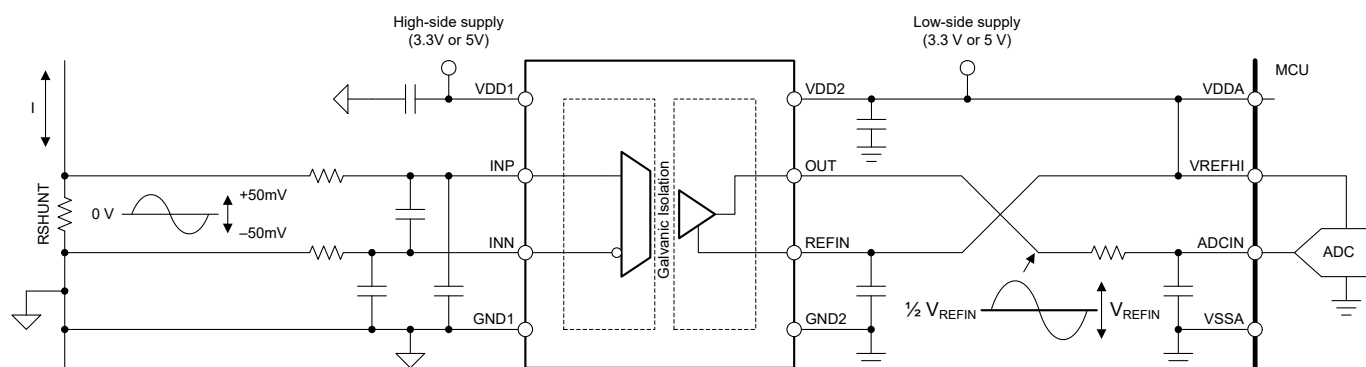 High-side supply
(3.3V or 5V)
Low-side supply
(3.3 V or 5 V)
MCU
I
VDD1
VDD2
VDDA
INP
OUT
VREFHI
RSHUNT
0 V
+50mV
–50mV
Galvanic Isolation
INN
REFIN
ADCIN
ADC
GND1
GND2
½ VREFIN
VREFIN
VSSA